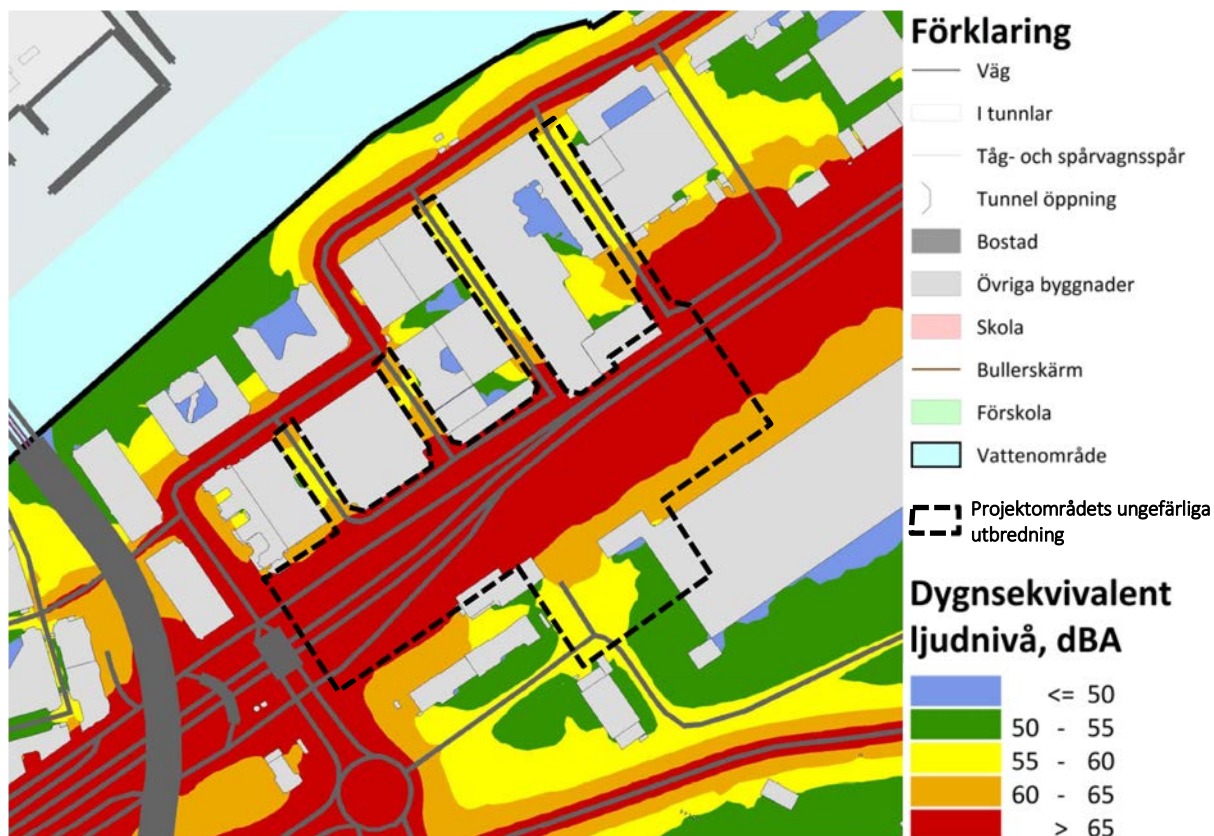 Förklaring
Väg
I tunnlar
Tåg- och spårvagnsspår
Tunnel öppning
Bostad
Övriga byggnader
Skola
Bullerskärm
Förskola
Vattenområde
Projektområdets ungefärliga
utbredning
Dygnsekvivalent
ljudnivå, dBA
<= 50
50 - 55
55 - 60
60 - 65
> 65